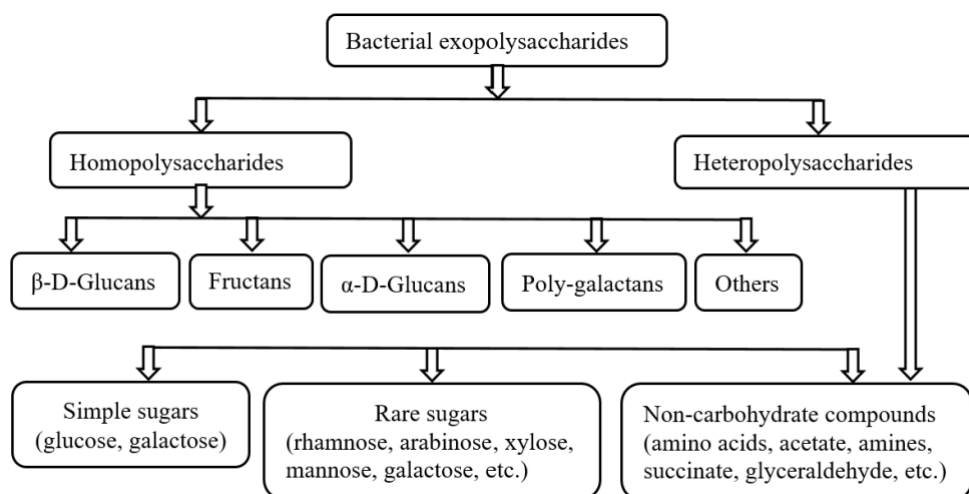 Bacterial exopolysaccharides
Homopolysaccharides
Heteropolysaccharides
β-D-Glucans
Fructans
α-D-Glucans
Poly-galactans
Others
Simple sugars
(glucose, galactose)
Rare sugars
(rhamnose, arabinose, xylose,
mannose, galactose, etc.)
Non-carbohydrate compounds
(amino acids, acetate, amines,
succinate, glyceraldehyde, etc.)